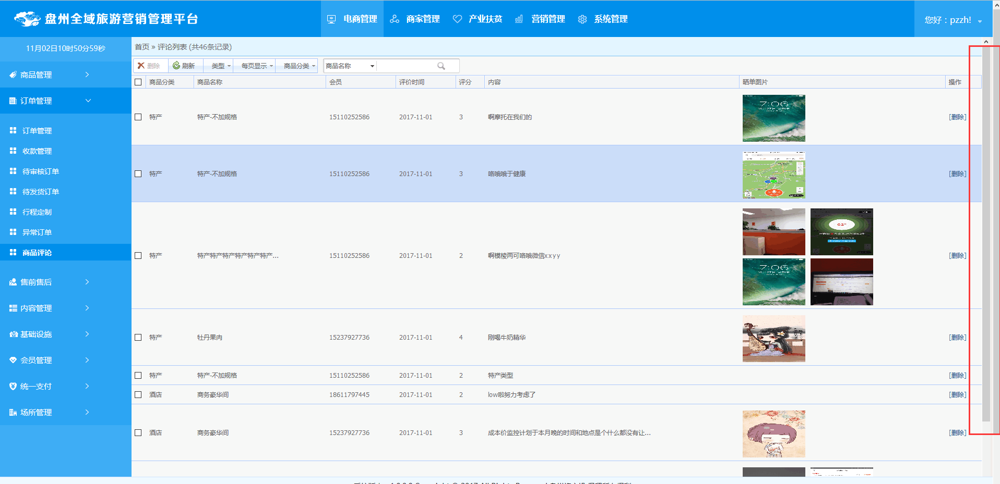 盘州全域旅游营销管理平台
电商管理
商家管理
产业扶贫
营销管理
系统管理
您好：pzzh!
11月02日10时50分59秒
商品管理
订单管理
订单管理
收款管理
待审核订单
待发货订单
行程定制
异常订单
商品评论
售前售后
内容管理
基础设施
会员管理
统一支付
场所管理
首页 » 评论列表 (共46条记录)
删除 刷新 类型 每页显示 商品分类 商品名称
商品分类 商品名称 会员 评价时间 评分 内容 晒单图片 操作
特产 特产-不加规格 15110252586 2017-11-01 3 啊摩托在我们的 [删除]
7:06
特产 特产-不加规格 15110252586 2017-11-01 3 咯哦哦于健康 [删除]
特产 特产特产特产特产特产特产... 15110252586 2017-11-01 2 啊模棱两可咯哦微信xxyy [删除]
7:06
特产 牡丹果肉 15237927736 2017-11-01 4 刚喝牛奶精华 [删除]
特产 特产-不加规格 15110252586 2017-11-01 2 特产类型 [删除]
酒店 商务豪华间 18611797445 2017-11-01 2 low啦努力考虑了 [删除]
酒店 商务豪华间 15237927736 2017-11-01 3 成本价监控计划于本月晚的时间和地点是个什么都没有让... [删除]